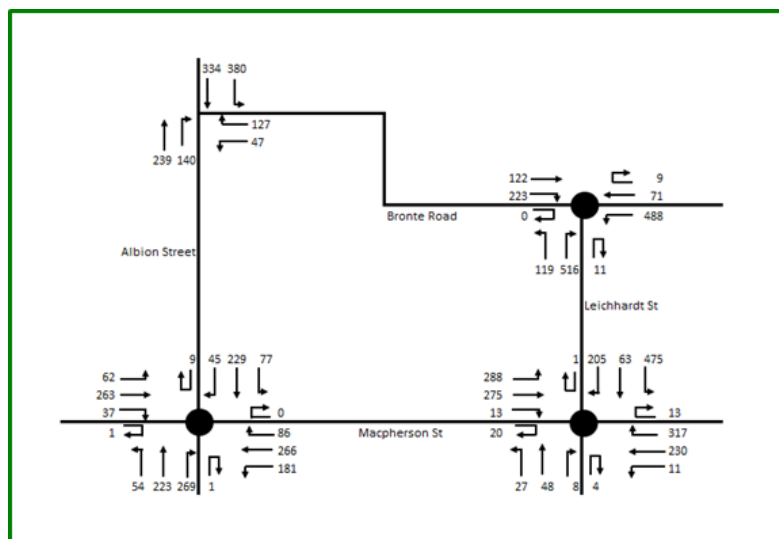 334 380
127
47
239 140
122
223
0
9
71
488
Bronte Road
119 516 11
Albion Street
Leichhardt St
62
263
37
1
9 45 229 77
0
86
266
181
54 223 269 1
Macpherson St
288
275
13
20
1 205 63 475
13
317
230
11
27 48 8 4